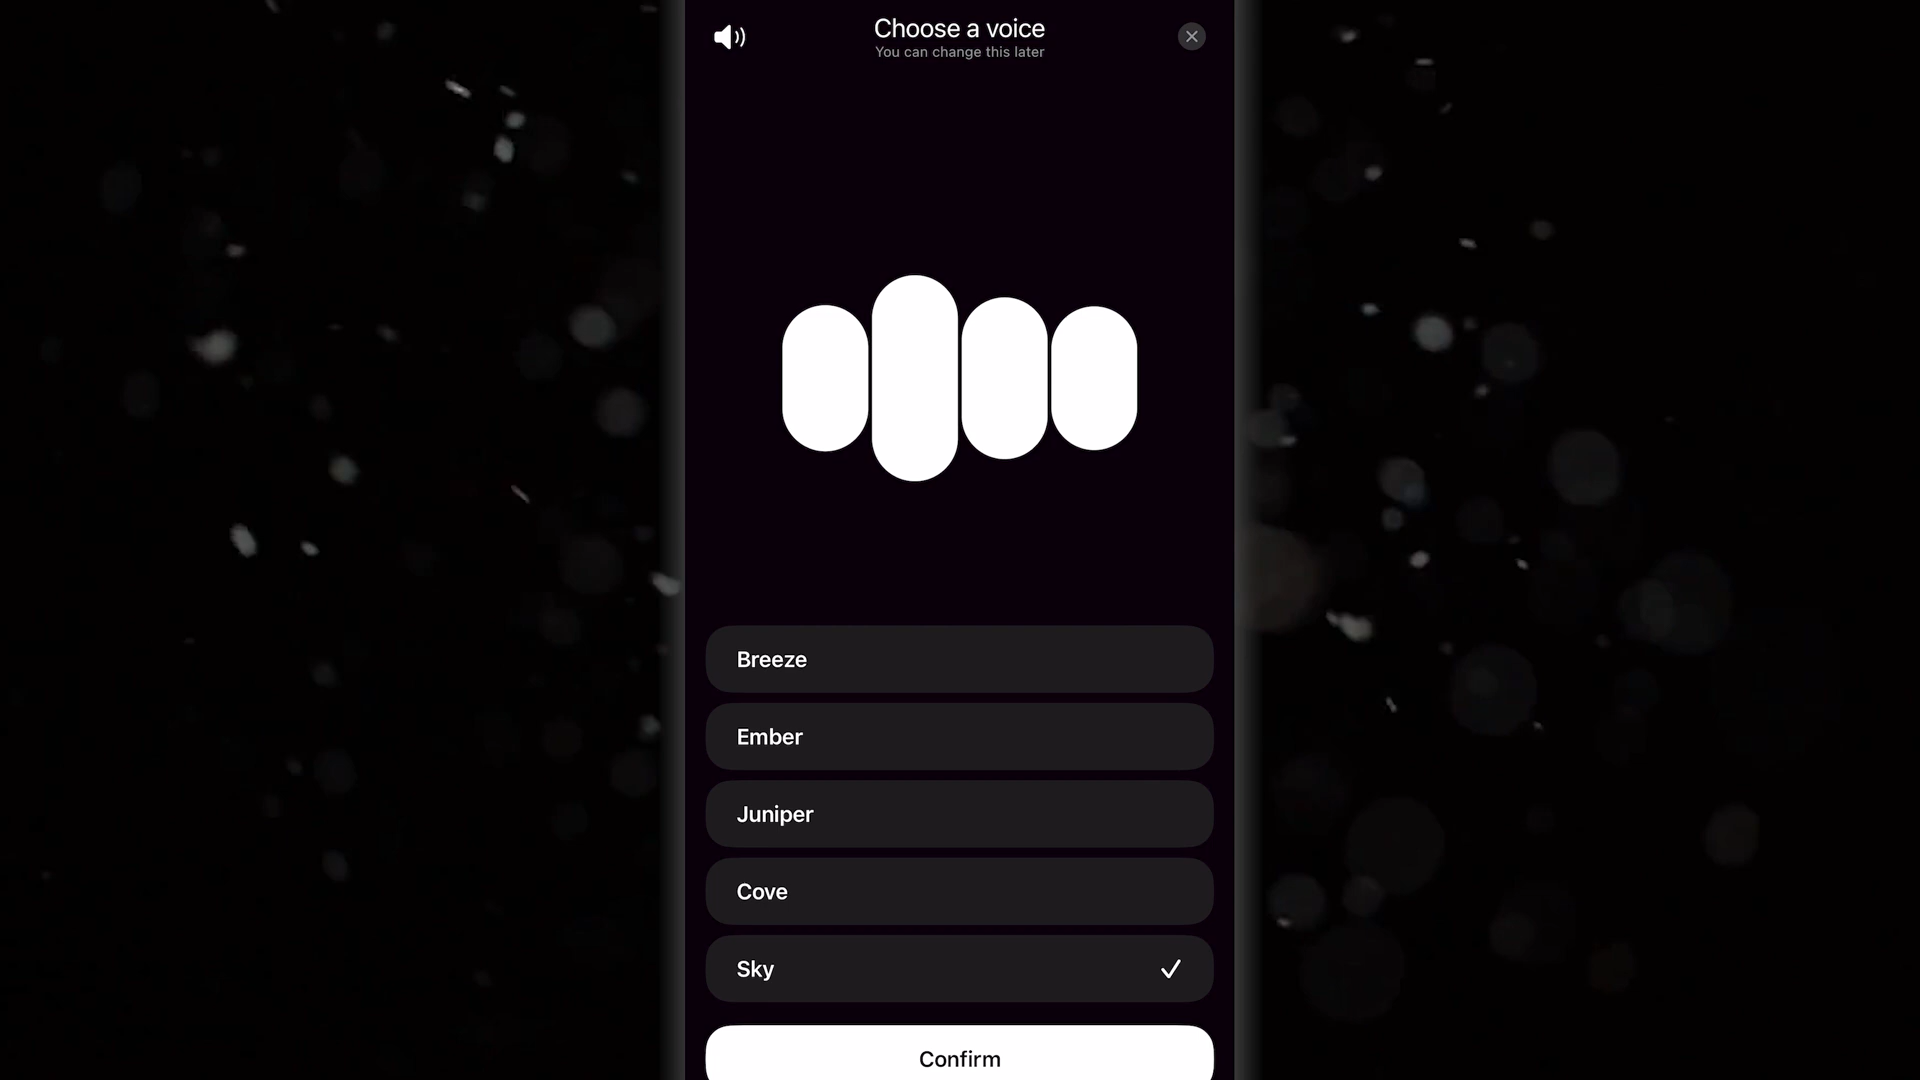 Choose a voice
You can change this later
Breeze
Ember
Juniper
Cove
Sky
Confirm